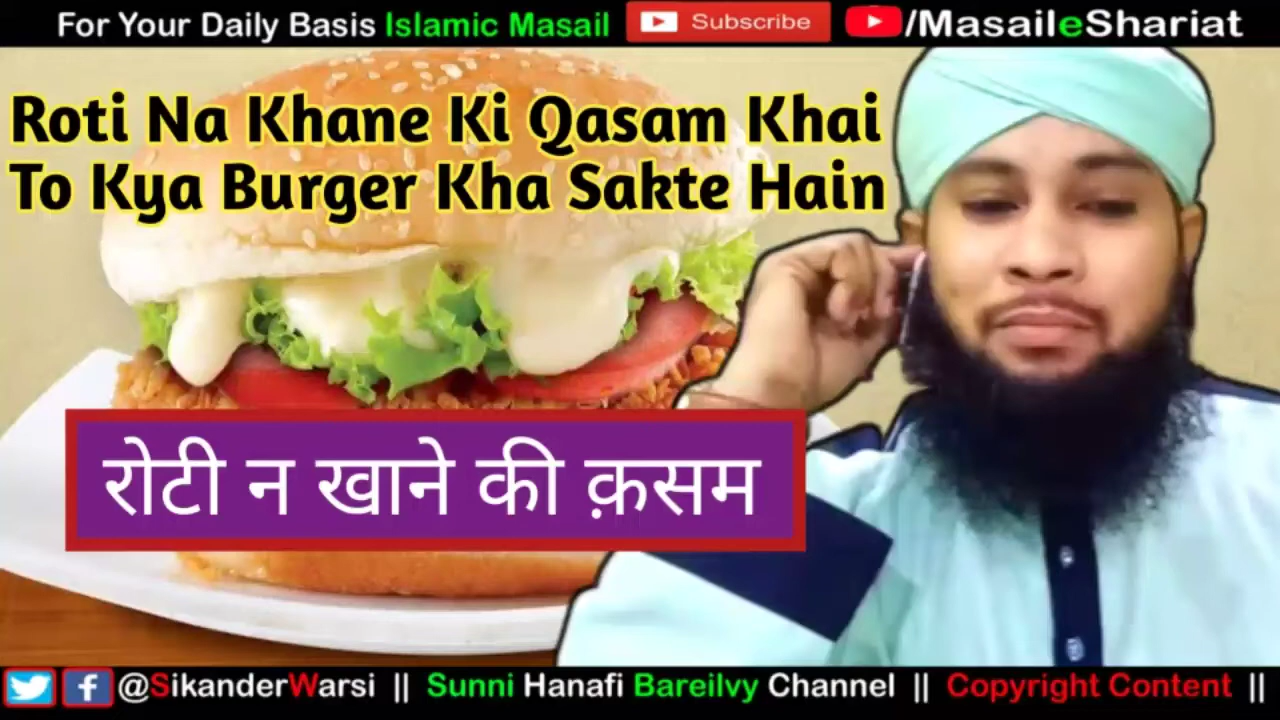 For Your Daily Basis Islamic Masail Subscribe /MasaileShariat
Roti Na Khane Ki Qasam Khai
To Kya Burger Kha Sakte Hain
रोटी न खाने की क़सम
@SikanderWarsi || Sunni Hanafi Bareilvy Channel || Copyright Content ||